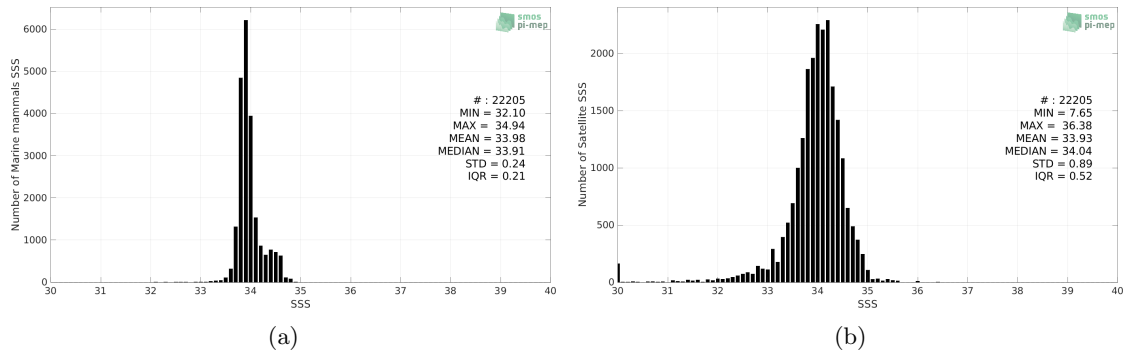 6000
5000
4000
3000
2000
1000
0
Number of Marine mammals SSS
smos
pi-mep
# : 22205
MIN = 32.10
MAX = 34.94
MEAN = 33.98
MEDIAN = 33.91
STD = 0.24
IQR = 0.21
30 31 32 33 34 35 36 37 38 39 40
SSS
(a)
2000
1500
1000
500
0
Number of Satellite SSS
smos
pi-mep
# : 22205
MIN = 7.65
MAX = 36.38
MEAN = 33.93
MEDIAN = 34.04
STD = 0.89
IQR = 0.52
30 31 32 33 34 35 36 37 38 39 40
SSS
(b)